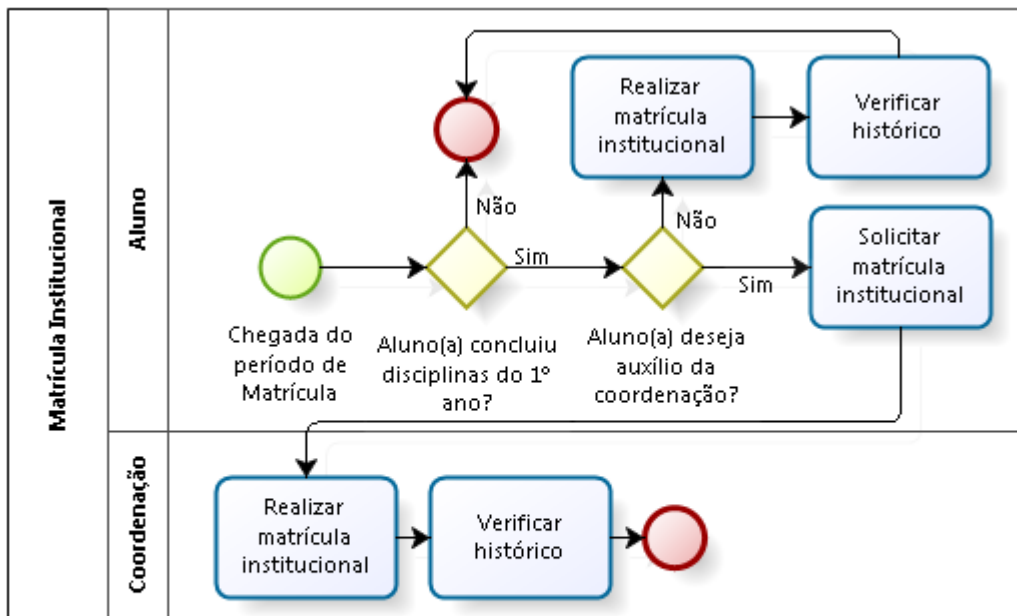 Matrícula Institucional
Aluno
Realizar
matrícula
institucional
Verificar
histórico
Não
Não
Sim
Sim
Solicitar
matrícula
institucional
Chegada do
período de
Matrícula
Aluno(a) concluiu
disciplinas do 1º
ano?
Aluno(a) deseja
auxílio da
coordenação?
Coordenação
Realizar
matrícula
institucional
Verificar
histórico